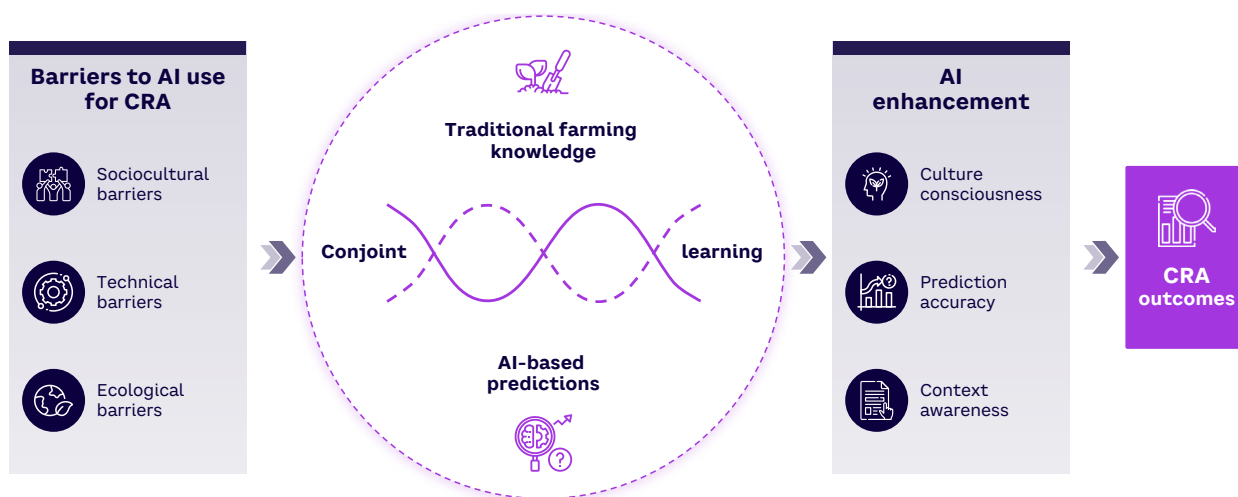 Barriers to AI use
for CRA
Sociocultural
barriers
Technical
barriers
Ecological
barriers
Traditional farming
knowledge
Conjoint
learning
AI-based
predictions
?
AI
enhancement
Culture
consciousness
?
Prediction
accuracy
Context
awareness
CRA
outcomes